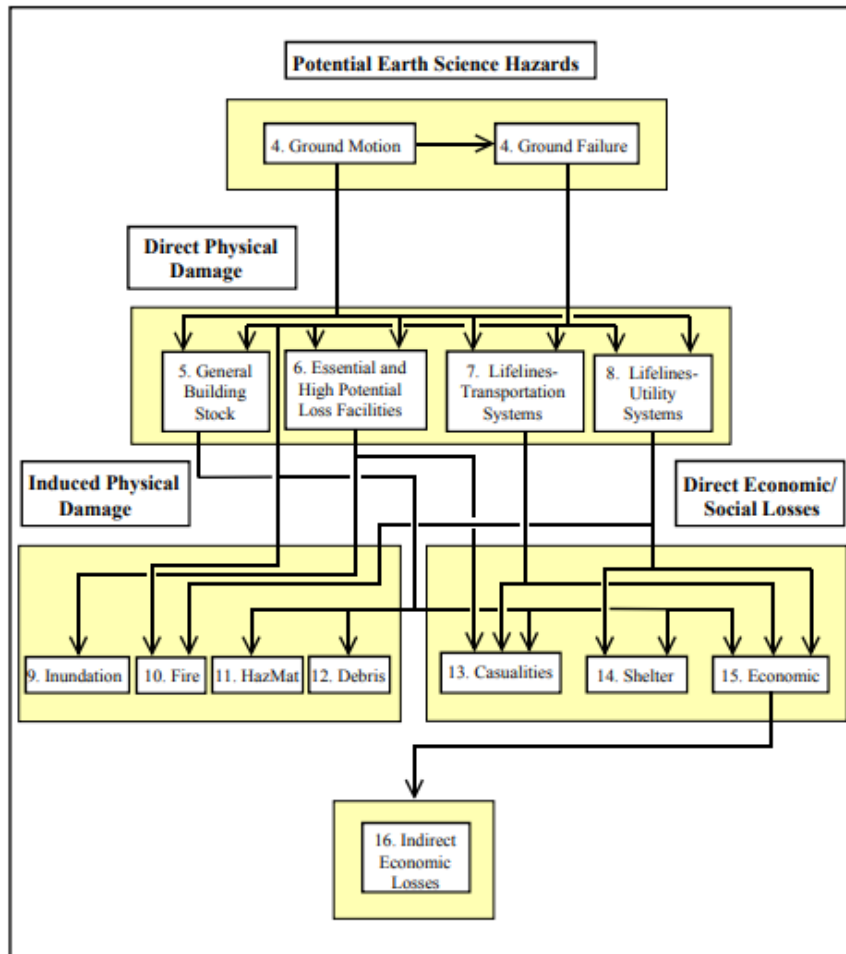 Potential Earth Science Hazards
4. Ground Motion
4. Ground Failure
Direct Physical
Damage
5. General
Building
Stock
6. Essential and
High Potential
Loss Facilities
7. Lifelines-
Transportation
Systems
8. Lifelines-
Utility
Systems
Induced Physical
Damage
Direct Economic/
Social Losses
9. Inundation
10. Fire
11. HazMat
12. Debris
13. Casualities
14. Shelter
15. Economic
16. Indirect
Economic
Losses